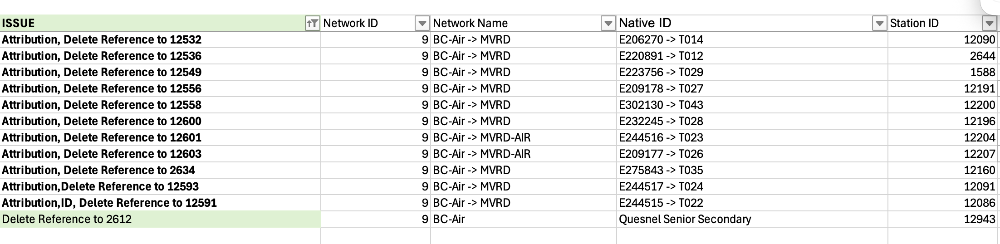 ISSUE Network ID Network Name Native ID Station ID
Attribution, Delete Reference to 12532 9 BC-Air -> MVRD E206270 -> T014 12090
Attribution, Delete Reference to 12536 9 BC-Air -> MVRD E220891 -> T012 2644
Attribution, Delete Reference to 12549 9 BC-Air -> MVRD E223756 -> T029 1588
Attribution, Delete Reference to 12556 9 BC-Air -> MVRD E209178 -> T027 12191
Attribution, Delete Reference to 12558 9 BC-Air -> MVRD E302130 -> T043 12200
Attribution, Delete Reference to 12600 9 BC-Air -> MVRD E232245 -> T028 12196
Attribution, Delete Reference to 12601 9 BC-Air -> MVRD-AIR E244516 -> T023 12204
Attribution, Delete Reference to 12603 9 BC-Air -> MVRD-AIR E209177 -> T026 12207
Attribution, Delete Reference to 2634 9 BC-Air -> MVRD E275843 -> T035 12160
Attribution,Delete Reference to 12593 9 BC-Air -> MVRD E244517 -> T024 12091
Attribution,ID, Delete Reference to 12591 9 BC-Air -> MVRD E244515 -> T022 12086
Delete Reference to 2612 9 BC-Air Quesnel Senior Secondary 12943